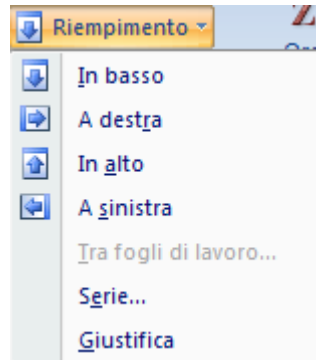 Riempimento
In basso
A destra
In alto
A sinistra
Tra fogli di lavoro...
Serie...
Giustifica